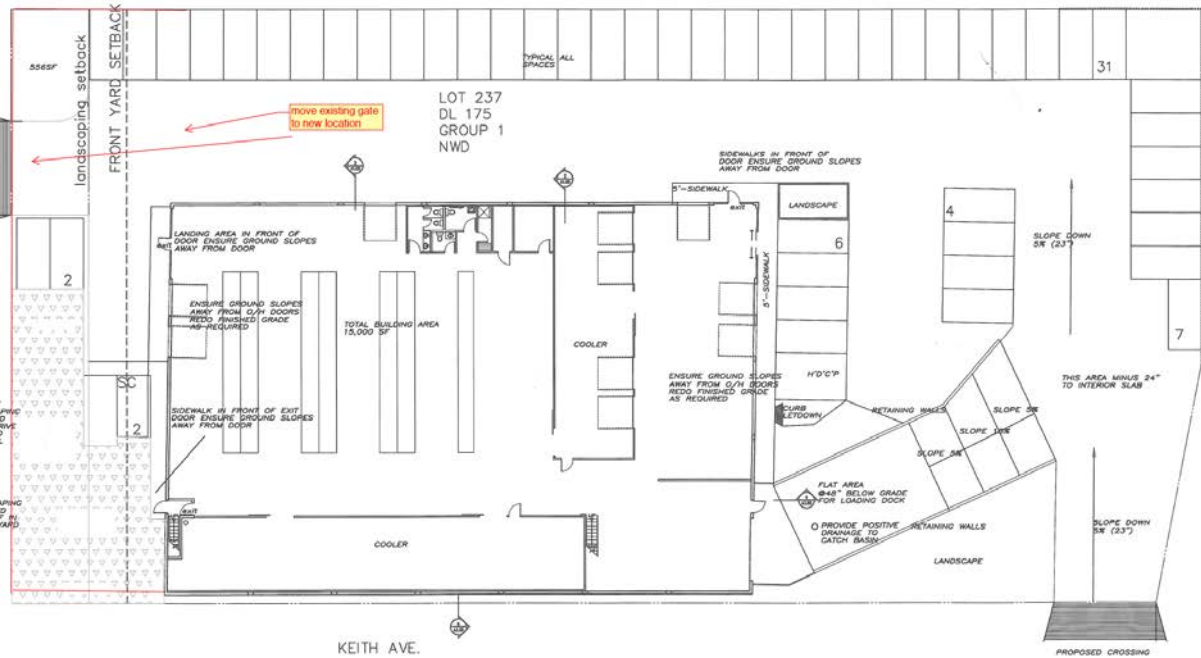 556SF
landscaping setback
FRONT YARD SETBACK
TYPICAL ALL
SPACES
31
move existing gate
to new location
LOT 237
DL 175
GROUP 1
NWD
SIDEWALKS IN FRONT OF
DOOR ENSURE GROUND SLOPES
AWAY FROM DOOR
5"-SIDEWALK
exit
LANDSCAPE
4
6
SLOPE DOWN
5% (23")
LANDING AREA IN FRONT OF
DOOR ENSURE GROUND SLOPES
AWAY FROM DOOR
exit
2
5"-SIDEWALK
ENSURE GROUND SLOPES
AWAY FROM O/H DOORS
REDO FINISHED GRADE
AS REQUIRED
TOTAL BUILDING AREA
15,000 SF
COOLER
7
ENSURE GROUND SLOPES
AWAY FROM O/H DOORS
REDO FINISHED GRADE
AS REQUIRED
H'D'C'P
THIS AREA MINUS 24"
TO INTERIOR SLAB
SC
2
SIDEWALK IN FRONT OF EXIT
DOOR ENSURE GROUND SLOPES
AWAY FROM DOOR
CURB
LETDOWN
RETAINING WALLS
SLOPE 5%
SLOPE 10%
SLOPE 5%
FLAT AREA
@48" BELOW GRADE
FOR LOADING DOCK
exit
PROVIDE POSITIVE
DRAINAGE TO
CATCH BASIN
RETAINING WALLS
SLOPE DOWN
5% (23")
COOLER
LANDSCAPE
KEITH AVE.
PROPOSED CROSSING